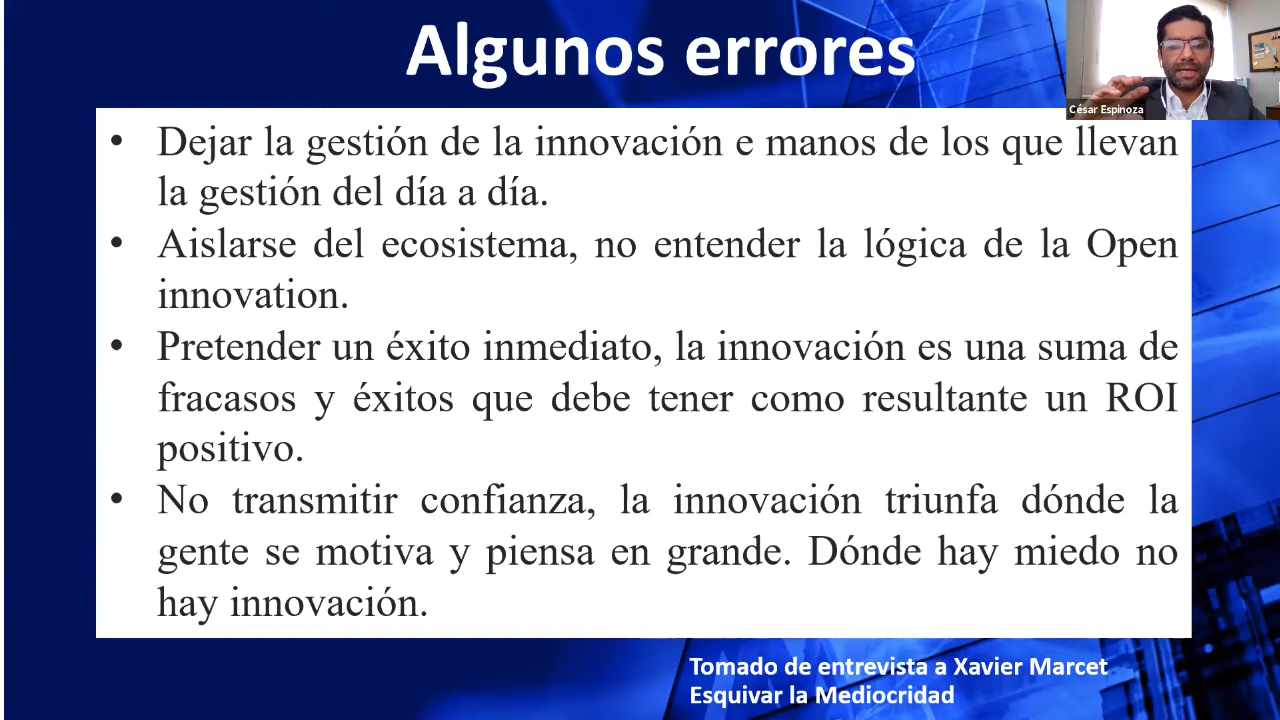 Algunos errores
César Espinoza
• Dejar la gestión de la innovación e manos de los que llevan
la gestión del día a día.
• Aislarse del ecosistema, no entender la lógica de la Open
innovation.
• Pretender un éxito inmediato, la innovación es una suma de
fracasos y éxitos que debe tener como resultante un ROI
positivo.
• No transmitir confianza, la innovación triunfa dónde la
gente se motiva y piensa en grande. Dónde hay miedo no
hay innovación.
Tomado de entrevista a Xavier Marcet
Esquivar la Mediocridad